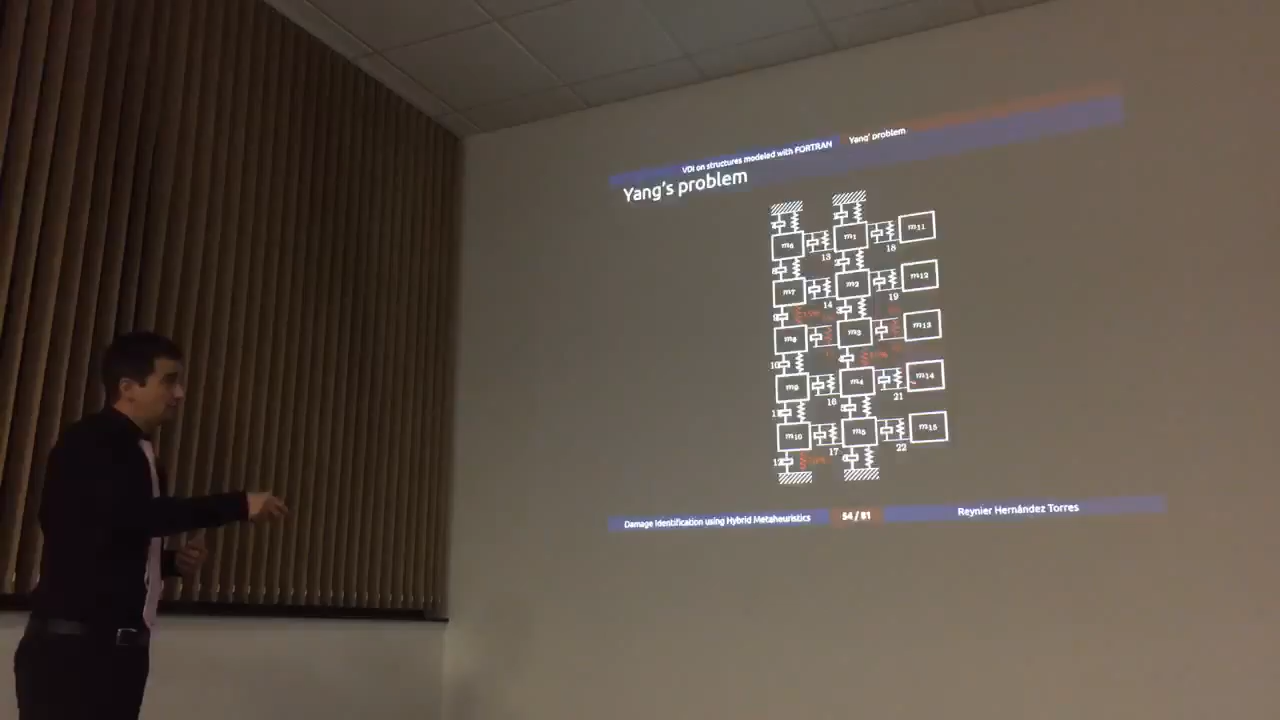 VDI on structures modeled with FORTRAN Yang' problem
Yang's problem
m6 m1 m11
13 18
m7 m2 m12
14 19
m8 m3 m13
10
m9 m4 m14
16 21
m10 m5 m15
12 17 22
Damage Identification using Hybrid Metaheuristics 54 / 81 Reynier Hernández Torres